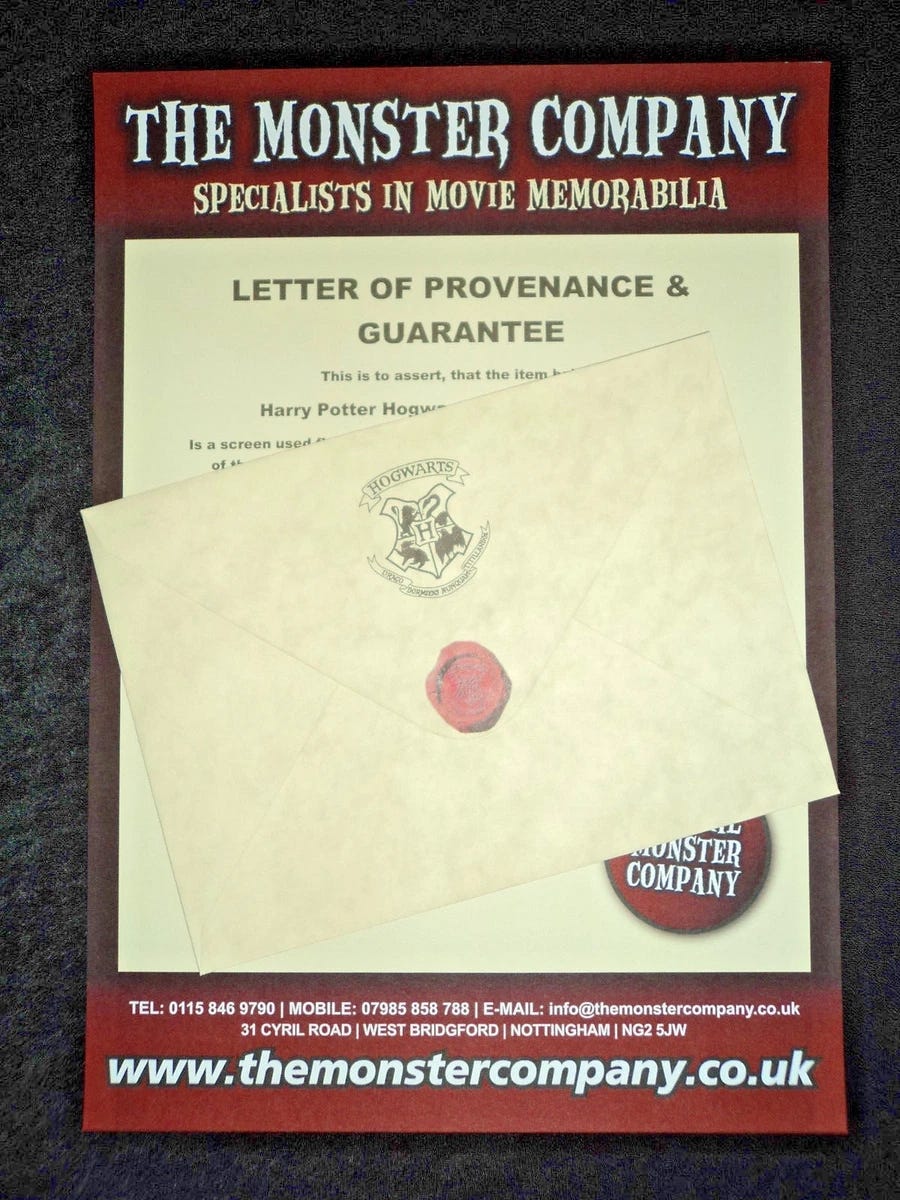 THE MONSTER COMPANY
SPECIALISTS IN MOVIE MEMORABILIA
LETTER OF PROVENANCE &
GUARANTEE
This is to assert, that the item
Harry Potter
Is a screen used
of
HOGWARTS
H
DRACO DORMIENS NUNQUAM TITILLANDUS
MONSTER
COMPANY
TEL: 0115 846 9790 | MOBILE: 07985 858 788 | E-MAIL: info@themonstercompany.co.uk
31 CYRIL ROAD | WEST BRIDGFORD | NOTTINGHAM | NG2 5JW
www.themonstercompany.co.uk